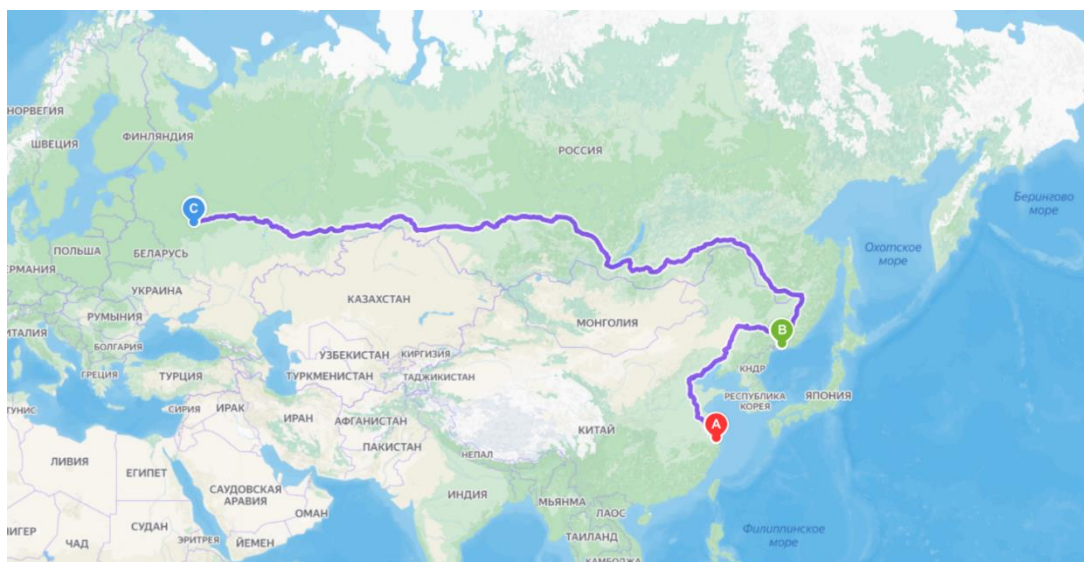 НОРВЕГИЯ
ШВЕЦИЯ
ФИНЛЯНДИЯ
РОССИЯ
Берингово
море
C
Охотское
море
ПОЛЬША
БЕЛАРУСЬ
ЕРМАНИЯ
УКРАИНА
КАЗАХСТАН
МОНГОЛИЯ
B
РУМЫНИЯ
ИТАЛИЯ
БОЛГАРИЯ
УЗБЕКИСТАН
КИРГИЗИЯ
ГРЕЦИЯ
ТУРЦИЯ
ТУРКМЕНИСТАН
ТАДЖИКИСТАН
КНДР
РЕСПУБЛИКА
КОРЕЯ
ЯПОНИЯ
ТУНИС
СИРИЯ
ИРАК
ИРАН
АФГАНИСТАН
КИТАЙ
A
ПАКИСТАН
НЕПАЛ
ЛИВИЯ
ЕГИПЕТ
САУДОВСКАЯ
АРАВИЯ
ОМАН
ИНДИЯ
МЬЯНМА
ЛАОС
НИГЕР
ЧАД
СУДАН
ЭРИТРЕЯ
ЙЕМЕН
ТАИЛАНД
КАМБОДЖА
Филиппинское
море